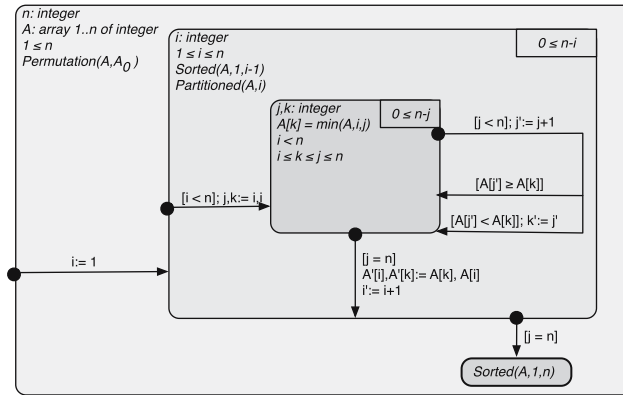 n: integer
A: array 1..n of integer
1 ≤ n
Permutation(A,A₀ )
i: integer
1 ≤ i ≤ n
Sorted(A,1,i-1)
Partitioned(A,i)
0 ≤ n-i
j,k: integer
A[k] = min(A,i,j)
i < n
i ≤ k ≤ j ≤ n
0 ≤ n-j
[j < n]; j':= j+1
[A[j'] ≥ A[k]]
[A[j'] < A[k]]; k':= j'
[i < n]; j,k:= i,i
[j = n]
A'[i],A'[k]:= A[k], A[i]
i':= i+1
i:= 1
[j = n]
Sorted(A,1,n)